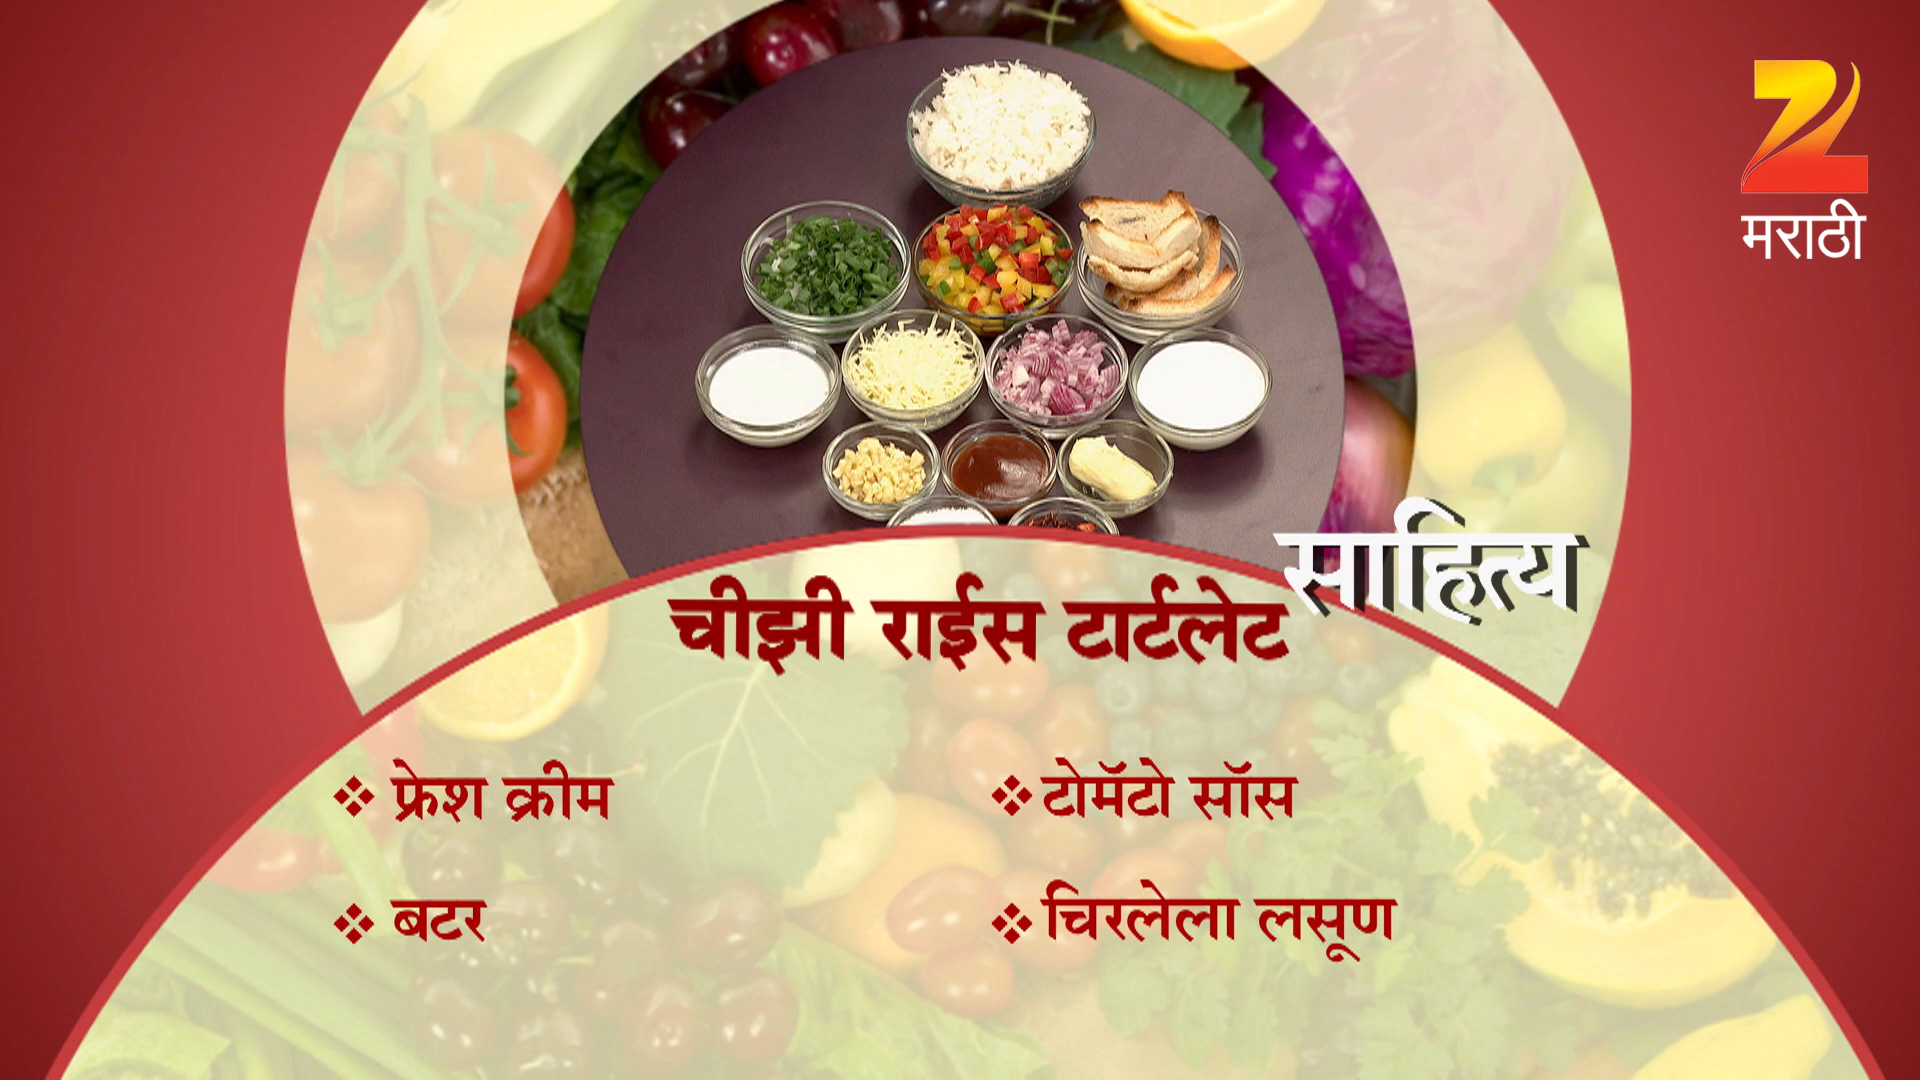 मराठी
साहित्य
चीझी राईस टार्टलेट
❖ फ्रेश क्रीम
❖ टोमॅटो सॉस
❖ बटर
❖ चिरलेला लसूण